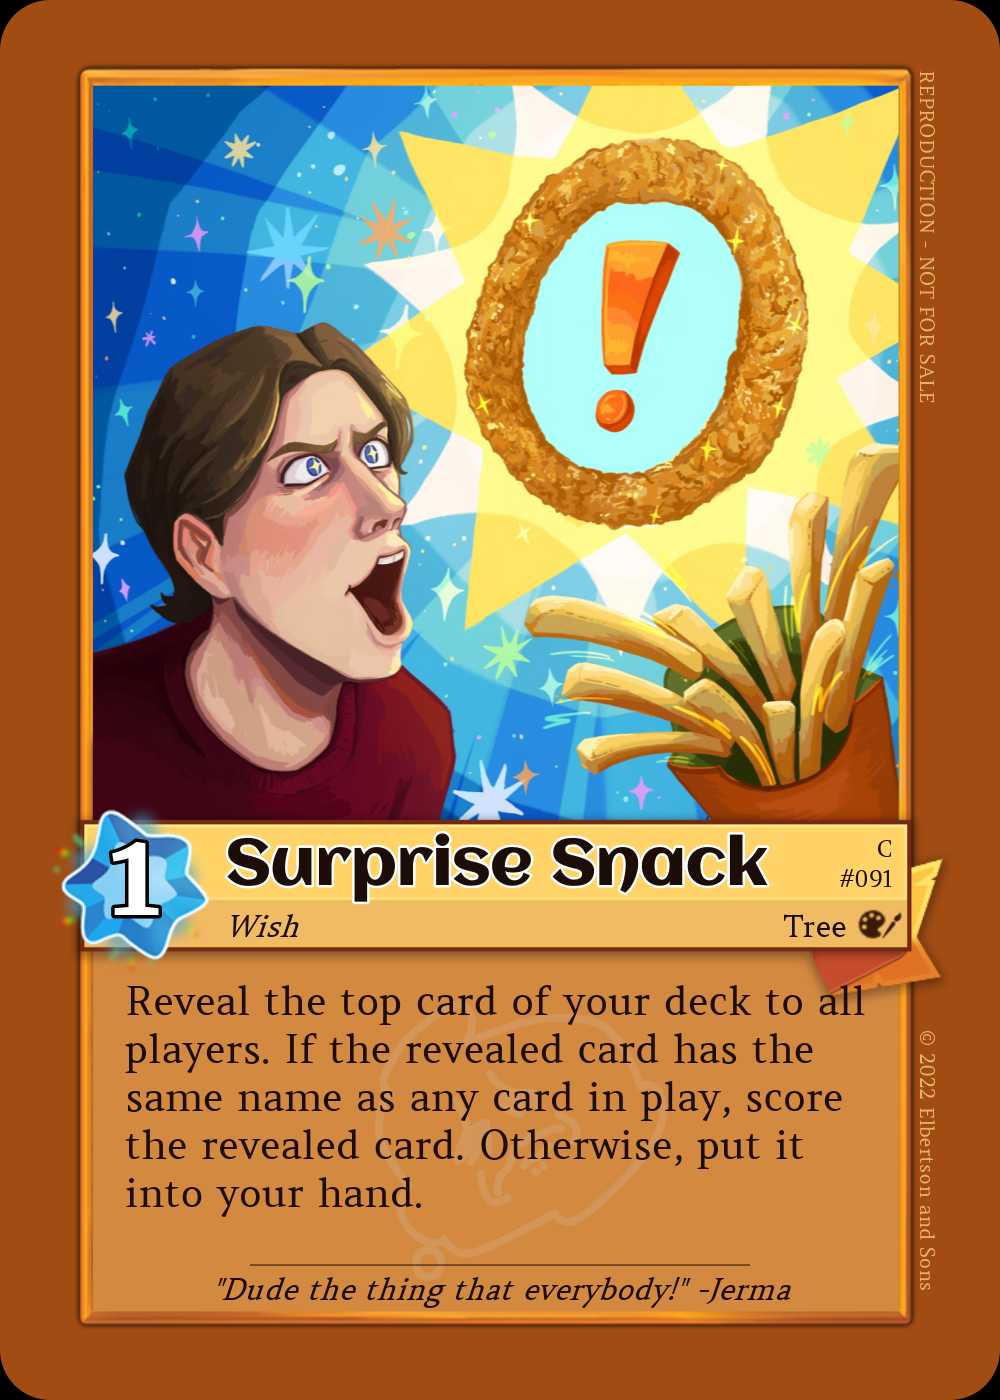 REPRODUCTION - NOT FOR SALE
!
1
Surprise Snack
C
#091
Wish
Tree
Reveal the top card of your deck to all
players. If the revealed card has the
same name as any card in play, score
the revealed card. Otherwise, put it
into your hand.
"Dude the thing that everybody!" -Jerma
© 2022 Elbertson and Sons